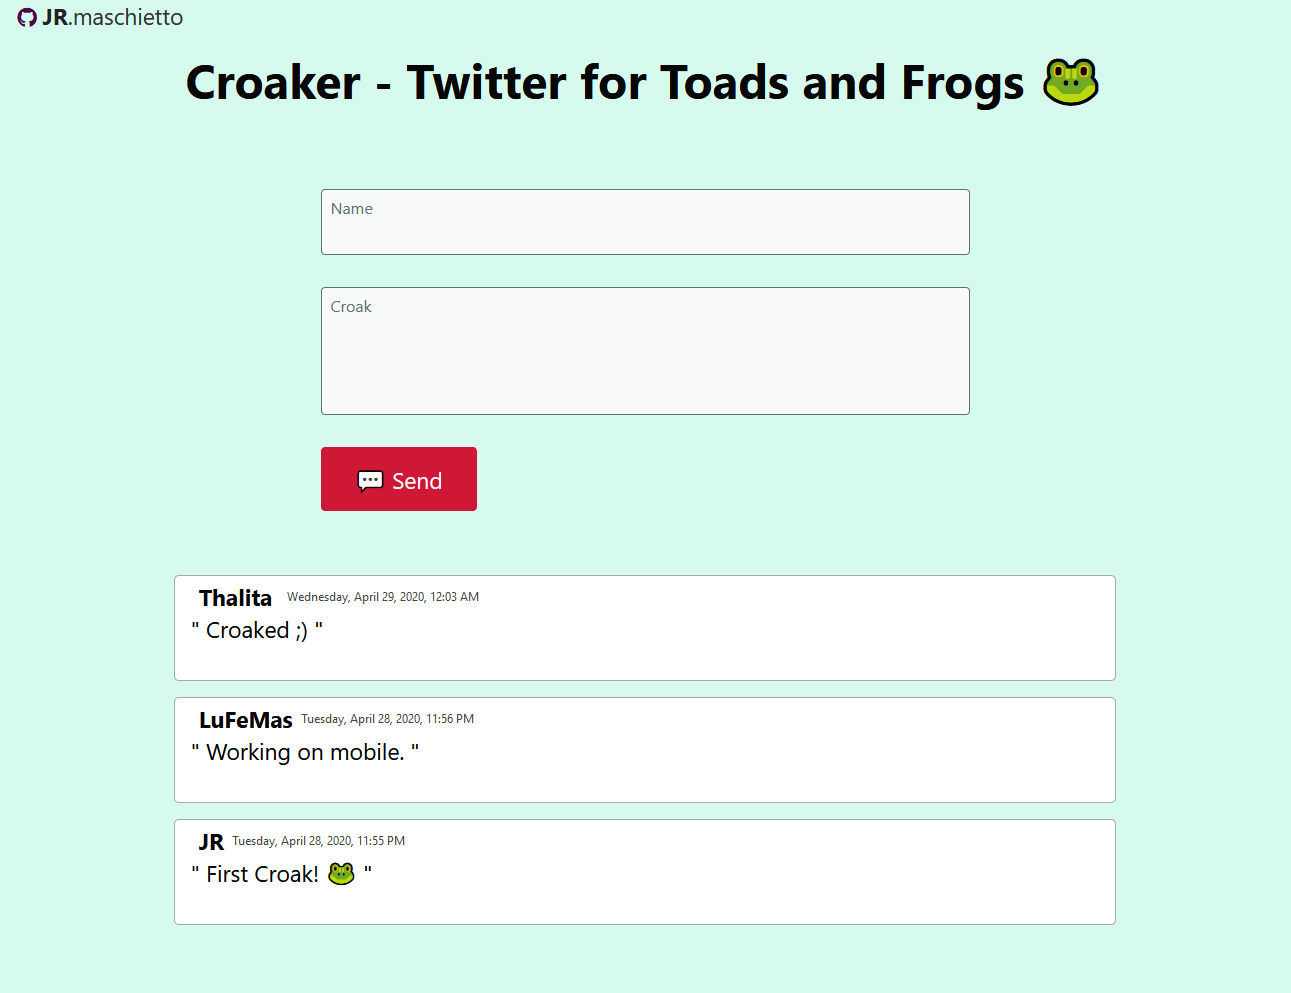 JR.maschietto
Croaker - Twitter for Toads and Frogs 🐸
Name
Croak
💬 Send
Thalita Wednesday, April 29, 2020, 12:03 AM
" Croaked ;) "
LuFeMas Tuesday, April 28, 2020, 11:56 PM
" Working on mobile. "
JR Tuesday, April 28, 2020, 11:55 PM
" First Croak! 🐸 "